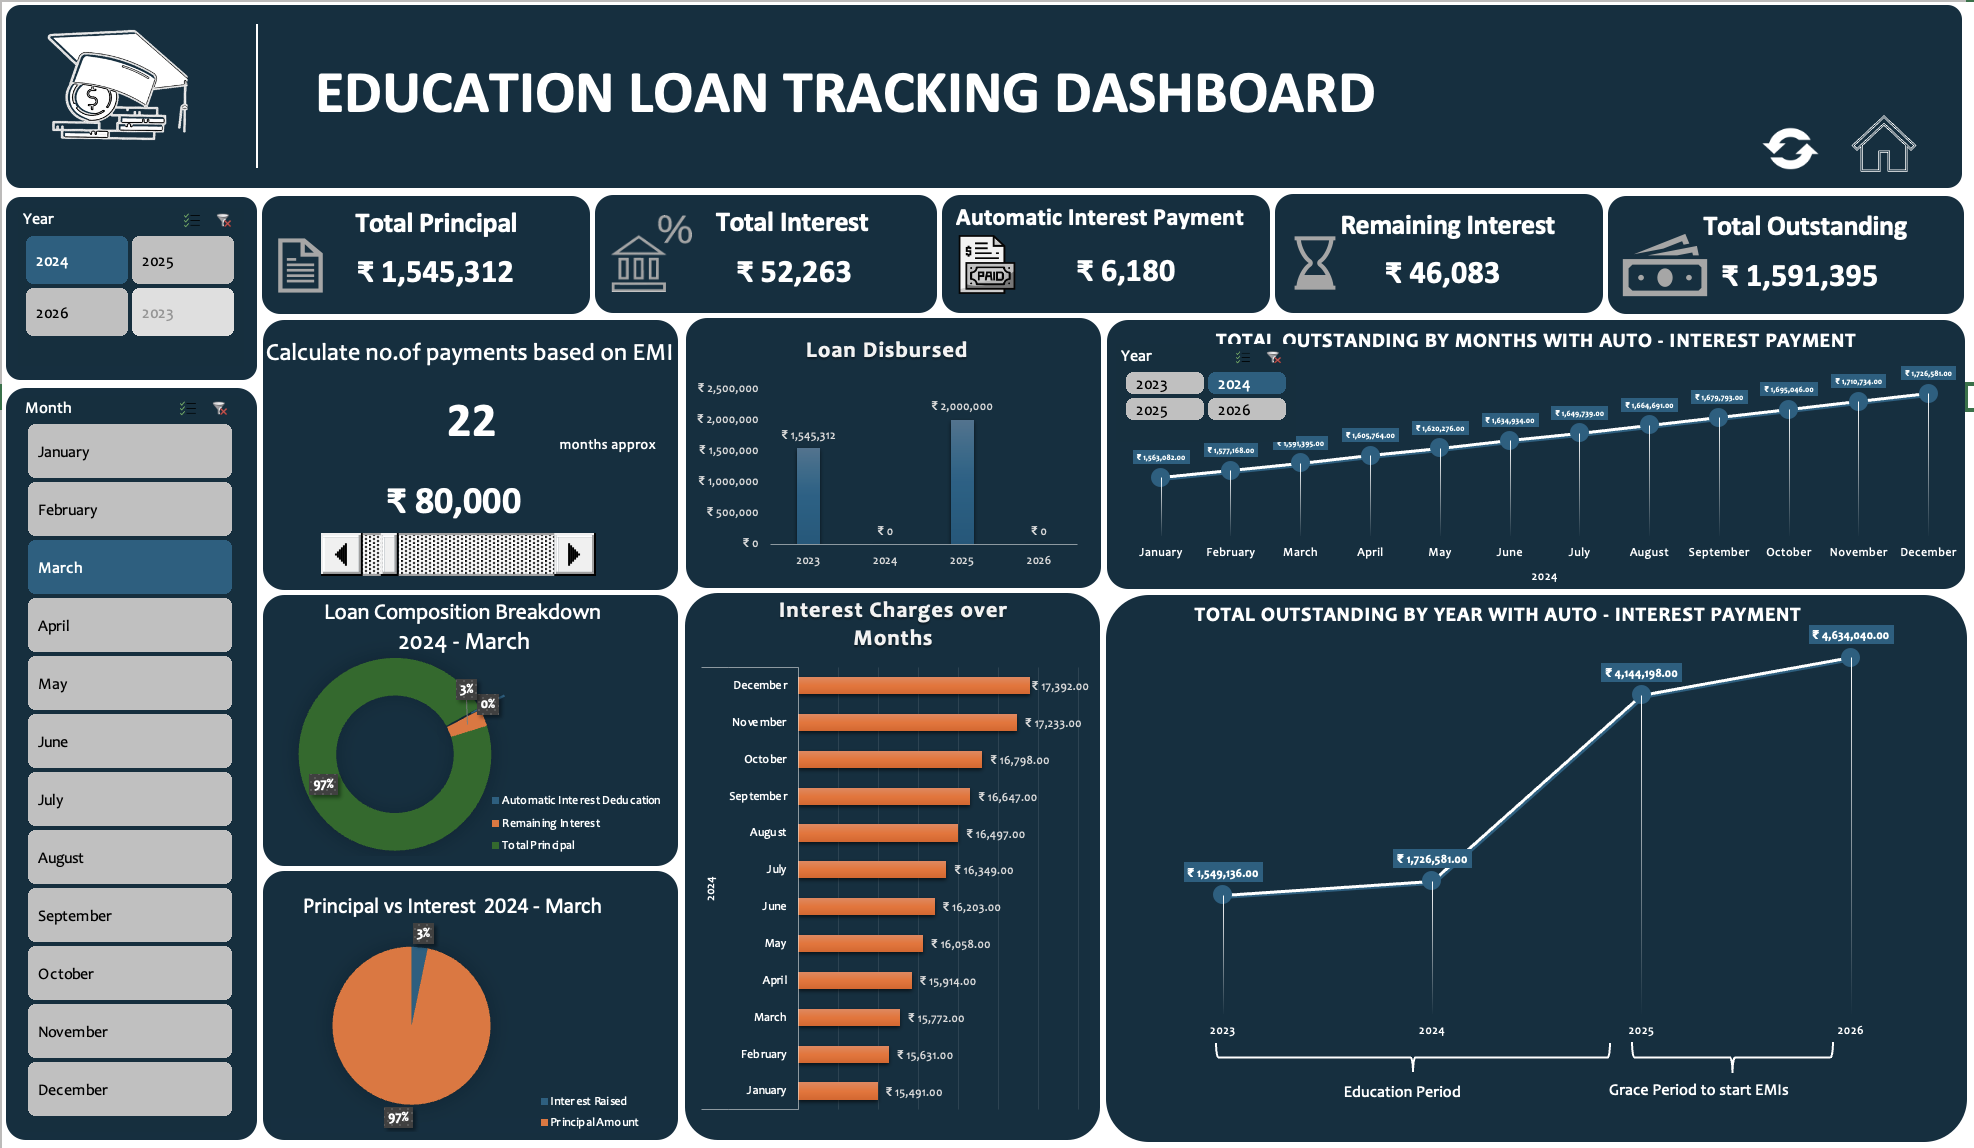 EDUCATION LOAN TRACKING DASHBOARD
$
Year
2024
2025
2026
2023
Month
January
February
March
April
May
June
July
August
September
October
November
December
Total Principal
₹ 1,545,312
%
Total Interest
₹ 52,263
Automatic Interest Payment
$
PAID
₹ 6,180
Remaining Interest
₹ 46,083
Total Outstanding
₹ 1,591,395
Calculate no.of payments based on EMI
22
months approx
₹ 80,000
Loan Disbursed
₹ 2,500,000
₹ 2,000,000
₹ 1,500,000
₹ 1,000,000
₹ 500,000
₹ 0
₹ 1,545,312
₹ 0
₹ 2,000,000
₹ 0
2023
2024
2025
2026
TOTAL OUTSTANDING BY MONTHS WITH AUTO - INTEREST PAYMENT
Year
2023
2024
2025
2026
₹ 1,563,082.00
₹ 1,577,168.00
₹ 1,591,395.00
₹ 1,605,764.00
₹ 1,620,276.00
₹ 1,634,934.00
₹ 1,649,739.00
₹ 1,664,691.00
₹ 1,679,793.00
₹ 1,695,046.00
₹ 1,710,734.00
₹ 1,726,581.00
January
February
March
April
May
June
July
August
September
October
November
December
2024
Loan Composition Breakdown
2024 - March
3%
0%
97%
Automatic Interest Deducation
Remaining Interest
Total Principal
Principal vs Interest 2024 - March
3%
97%
Interest Raised
Principal Amount
Interest Charges over
Months
2024
December
₹ 17,392.00
November
₹ 17,233.00
October
₹ 16,798.00
September
₹ 16,647.00
August
₹ 16,497.00
July
₹ 16,349.00
June
₹ 16,203.00
May
₹ 16,058.00
April
₹ 15,914.00
March
₹ 15,772.00
February
₹ 15,631.00
January
₹ 15,491.00
TOTAL OUTSTANDING BY YEAR WITH AUTO - INTEREST PAYMENT
₹ 1,549,136.00
₹ 1,726,581.00
₹ 4,144,198.00
₹ 4,634,040.00
2023
2024
2025
2026
Education Period
Grace Period to start EMIs